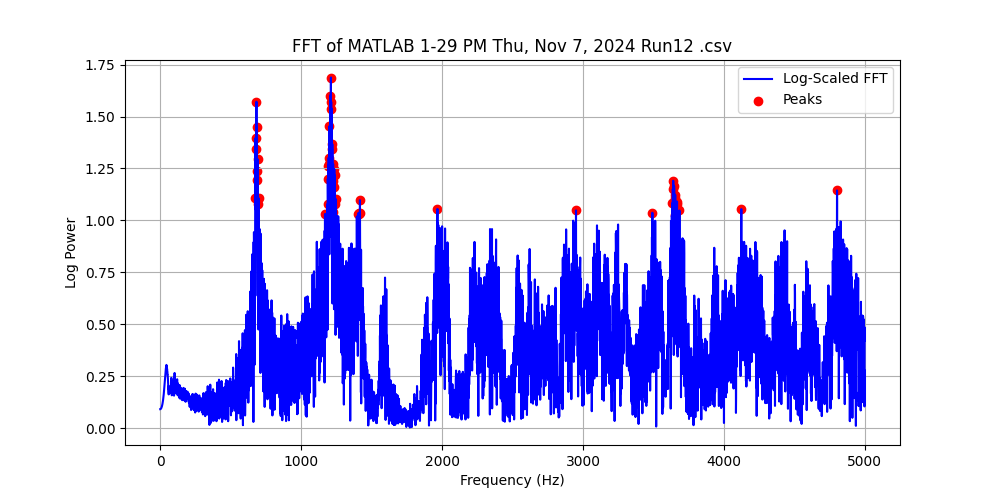 FFT of MATLAB 1-29 PM Thu, Nov 7, 2024 Run12 .csv
Log-Scaled FFT
Peaks
1.75
1.50
1.25
1.00
0.75
0.50
0.25
0.00
Log Power
0 1000 2000 3000 4000 5000
Frequency (Hz)